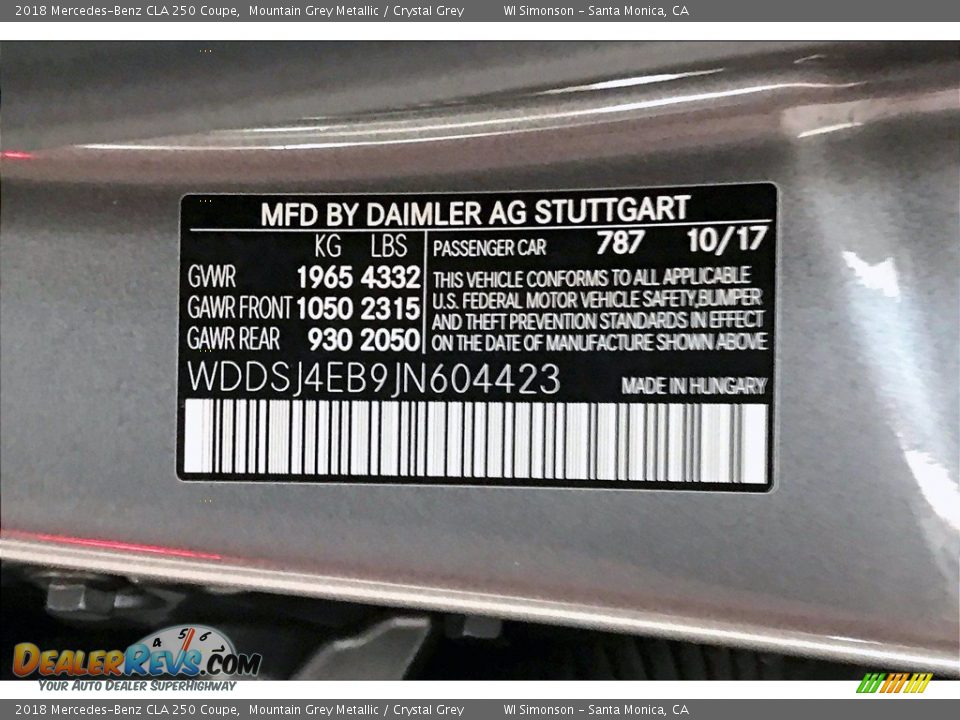 2018 Mercedes-Benz CLA 250 Coupe, Mountain Grey Metallic / Crystal Grey WI Simonson - Santa Monica, CA
MFD BY DAIMLER AG STUTTGART
KG LBS
GVWR 1965 4332
GAWR FRONT 1050 2315
GAWR REAR 930 2050
PASSENGER CAR 787 10/17
THIS VEHICLE CONFORMS TO ALL APPLICABLE
U.S. FEDERAL MOTOR VEHICLE SAFETY,BUMPER
AND THEFT PREVENTION STANDARDS IN EFFECT
ON THE DATE OF MANUFACTURE SHOWN ABOVE
WDDSJ4EB9JN604423 MADE IN HUNGARY
4 5 6
DEALERREVS.COM
YOUR AUTO DEALER SUPERHIGHWAY
2018 Mercedes-Benz CLA 250 Coupe, Mountain Grey Metallic / Crystal Grey WI Simonson - Santa Monica, CA